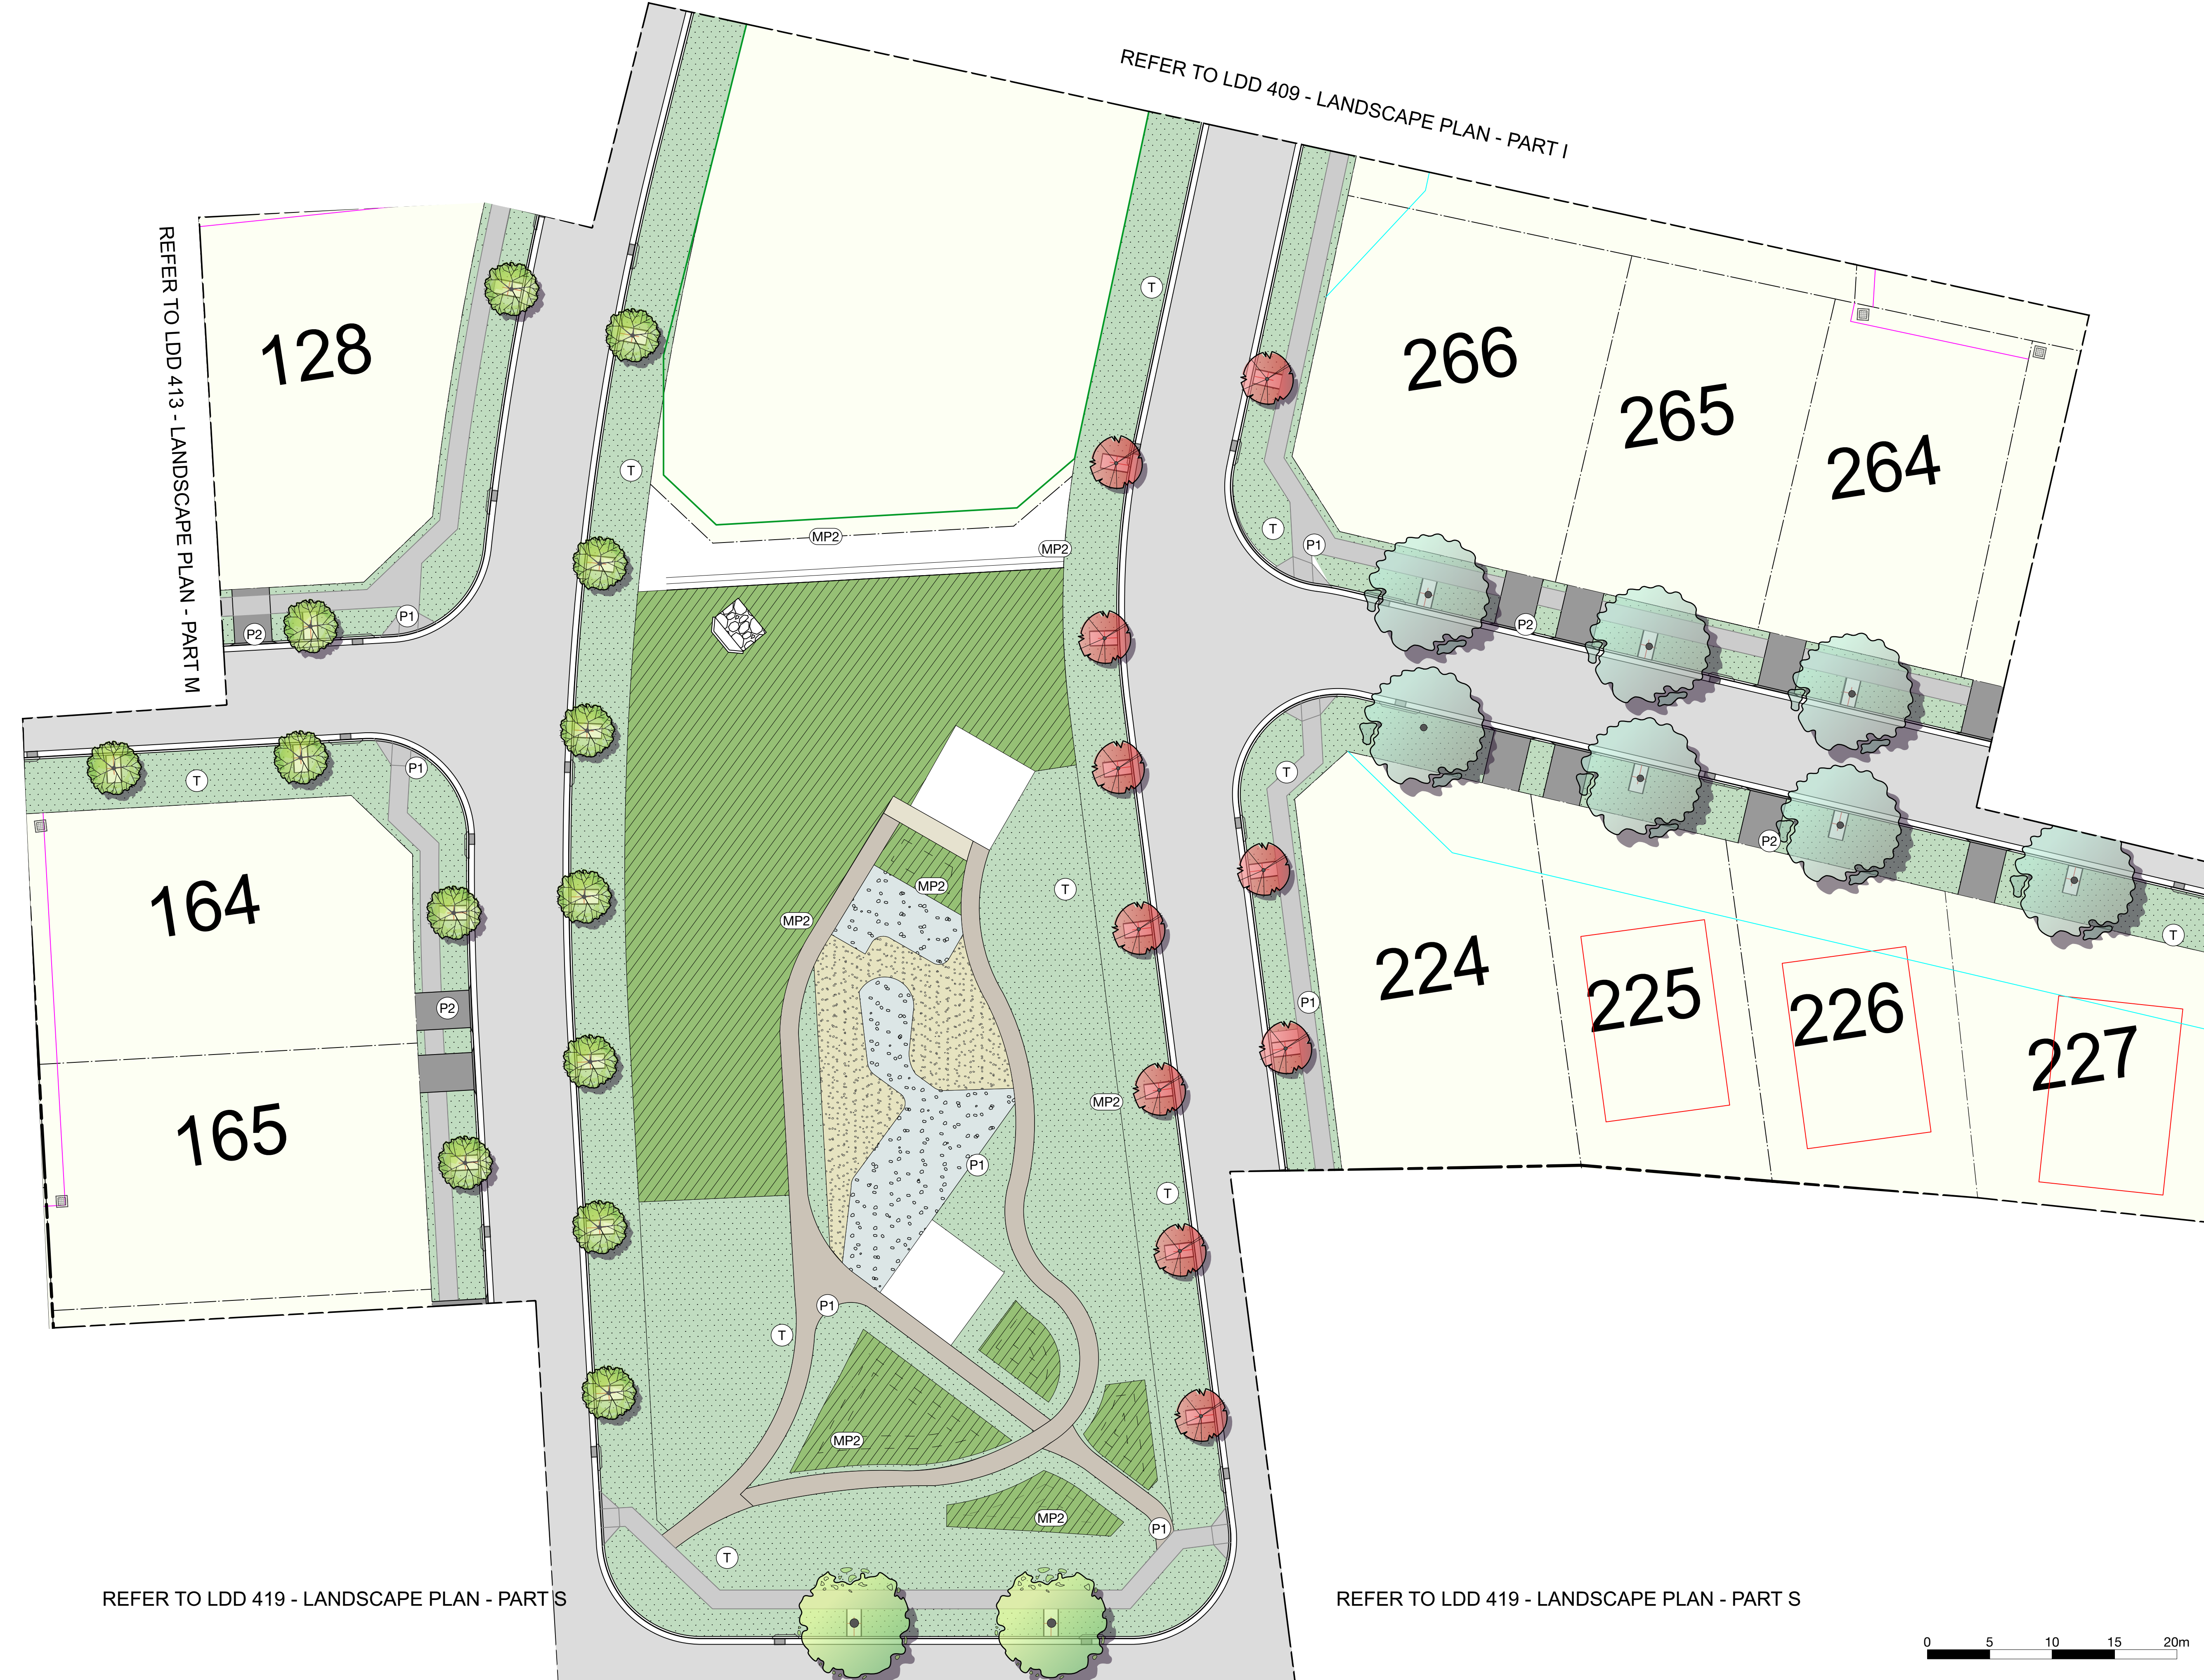 REFER TO LDD 409 - LANDSCAPE PLAN - PART I
REFER TO LDD 413 - LANDSCAPE PLAN - PART M
128
T
266
265
264
T
T
P1
MP2
MP2
P1
P2
P2
P1
T
T
164
MP2
T
MP2
P2
T
224
225
226
227
P2
P1
165
MP2
P1
T
P1
T
MP2
MP2
P1
T
REFER TO LDD 419 - LANDSCAPE PLAN - PART S
REFER TO LDD 419 - LANDSCAPE PLAN - PART S
0 5 10 15 20m